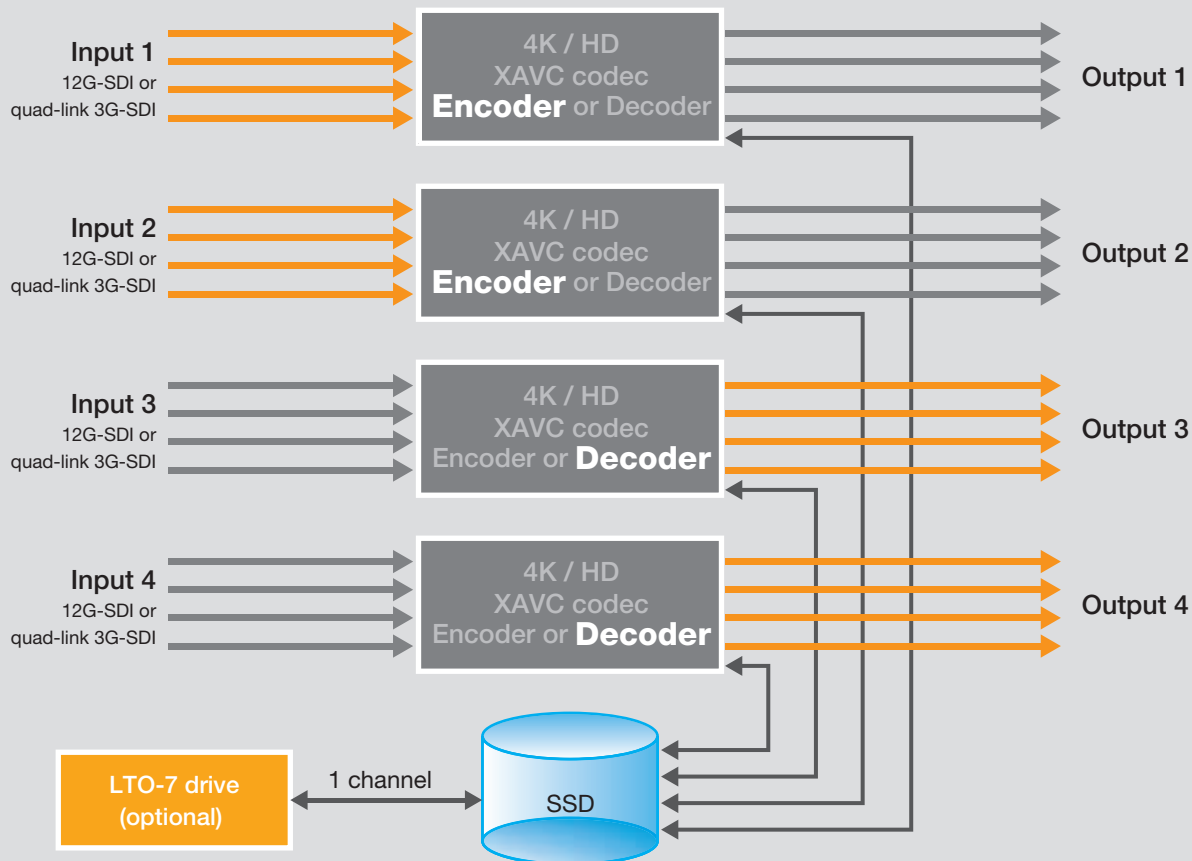 Input 1
12G-SDI or
quad-link 3G-SDI
4K / HD
XAVC codec
Encoder or Decoder
Output 1
Input 2
12G-SDI or
quad-link 3G-SDI
4K / HD
XAVC codec
Encoder or Decoder
Output 2
Input 3
12G-SDI or
quad-link 3G-SDI
4K / HD
XAVC codec
Encoder or Decoder
Output 3
Input 4
12G-SDI or
quad-link 3G-SDI
4K / HD
XAVC codec
Encoder or Decoder
Output 4
LTO-7 drive
(optional)
1 channel
SSD